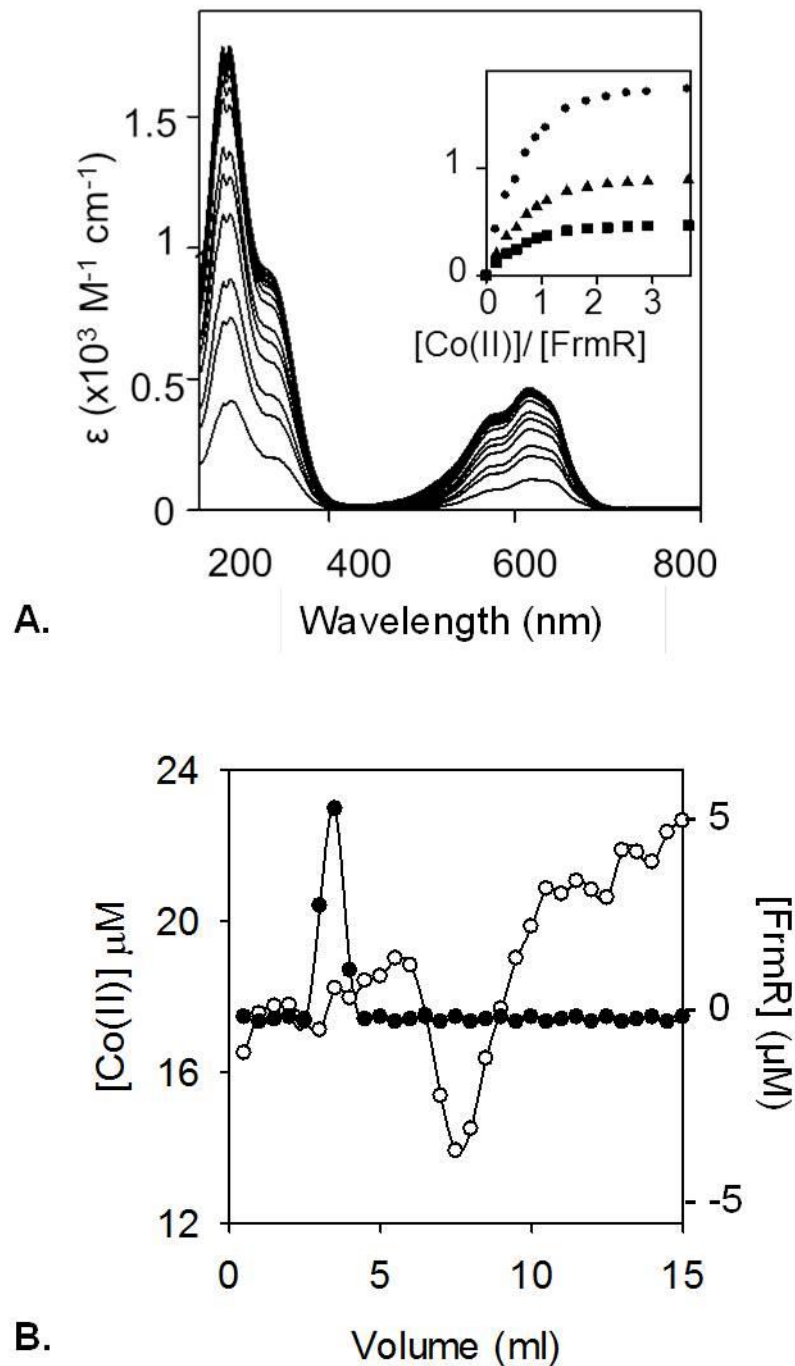 1.5
1
0.5
0
ε (x10³ M⁻¹ cm⁻¹)
200 400 600 800
Wavelength (nm)
1
0
0 1 2 3
[Co(II)]/ [FrmR]
A.
24
20
16
12
[Co(II)] μM
5
0
-5
[FrmR] (μM)
0 5 10 15
Volume (ml)
B.